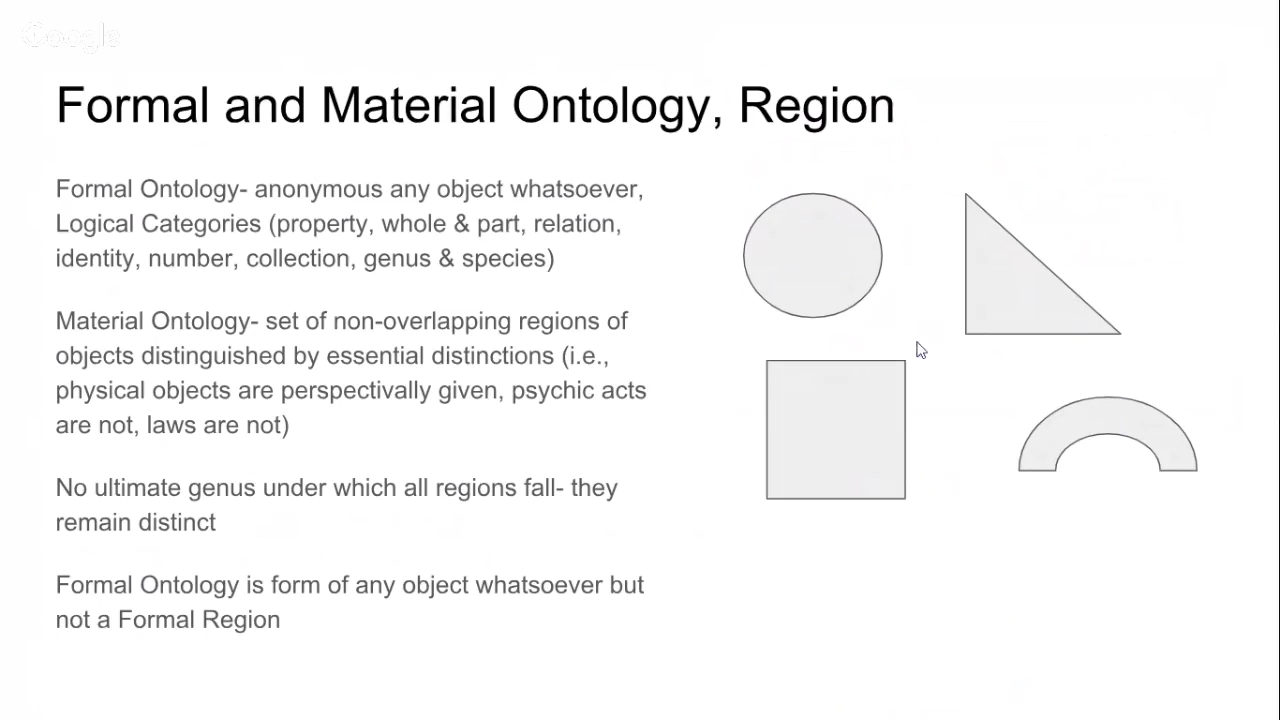 Google
Formal and Material Ontology, Region
Formal Ontology- anonymous any object whatsoever,
Logical Categories (property, whole & part, relation,
identity, number, collection, genus & species)
Material Ontology- set of non-overlapping regions of
objects distinguished by essential distinctions (i.e.,
physical objects are perspectivally given, psychic acts
are not, laws are not)
No ultimate genus under which all regions fall- they
remain distinct
Formal Ontology is form of any object whatsoever but
not a Formal Region